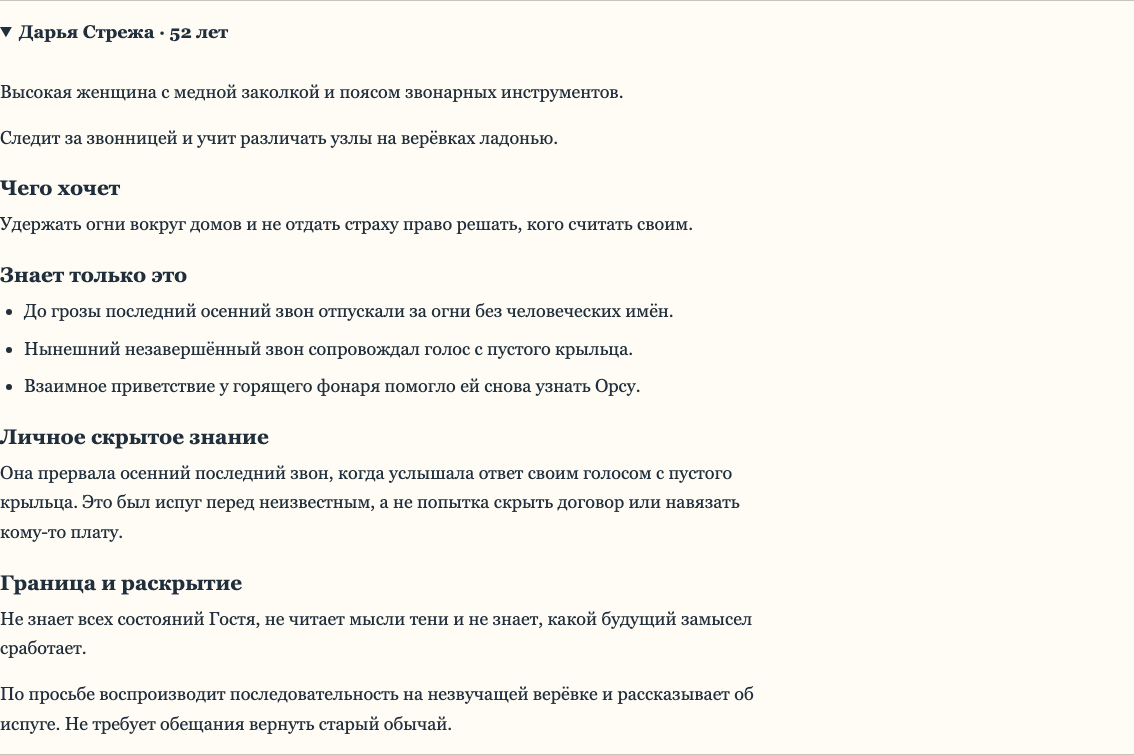 ▼ Дарья Стрежа · 52 лет
Высокая женщина с медной заколкой и поясом звонарных инструментов.
Следит за звонницей и учит различать узлы на верёвках ладонью.
Чего хочет
Удержать огни вокруг домов и не отдать страху право решать, кого считать своим.
Знает только это
• До грозы последний осенний звон отпускали за огни без человеческих имён.
• Нынешний незавершённый звон сопровождал голос с пустого крыльца.
• Взаимное приветствие у горящего фонаря помогло ей снова узнать Орсу.
Личное скрытое знание
Она прервала осенний последний звон, когда услышала ответ своим голосом с пустого
крыльца. Это был испуг перед неизвестным, а не попытка скрыть договор или навязать
кому-то плату.
Граница и раскрытие
Не знает всех состояний Гостя, не читает мысли тени и не знает, какой будущий замысел
сработает.
По просьбе воспроизводит последовательность на незвучащей верёвке и рассказывает об
испуге. Не требует обещания вернуть старый обычай.